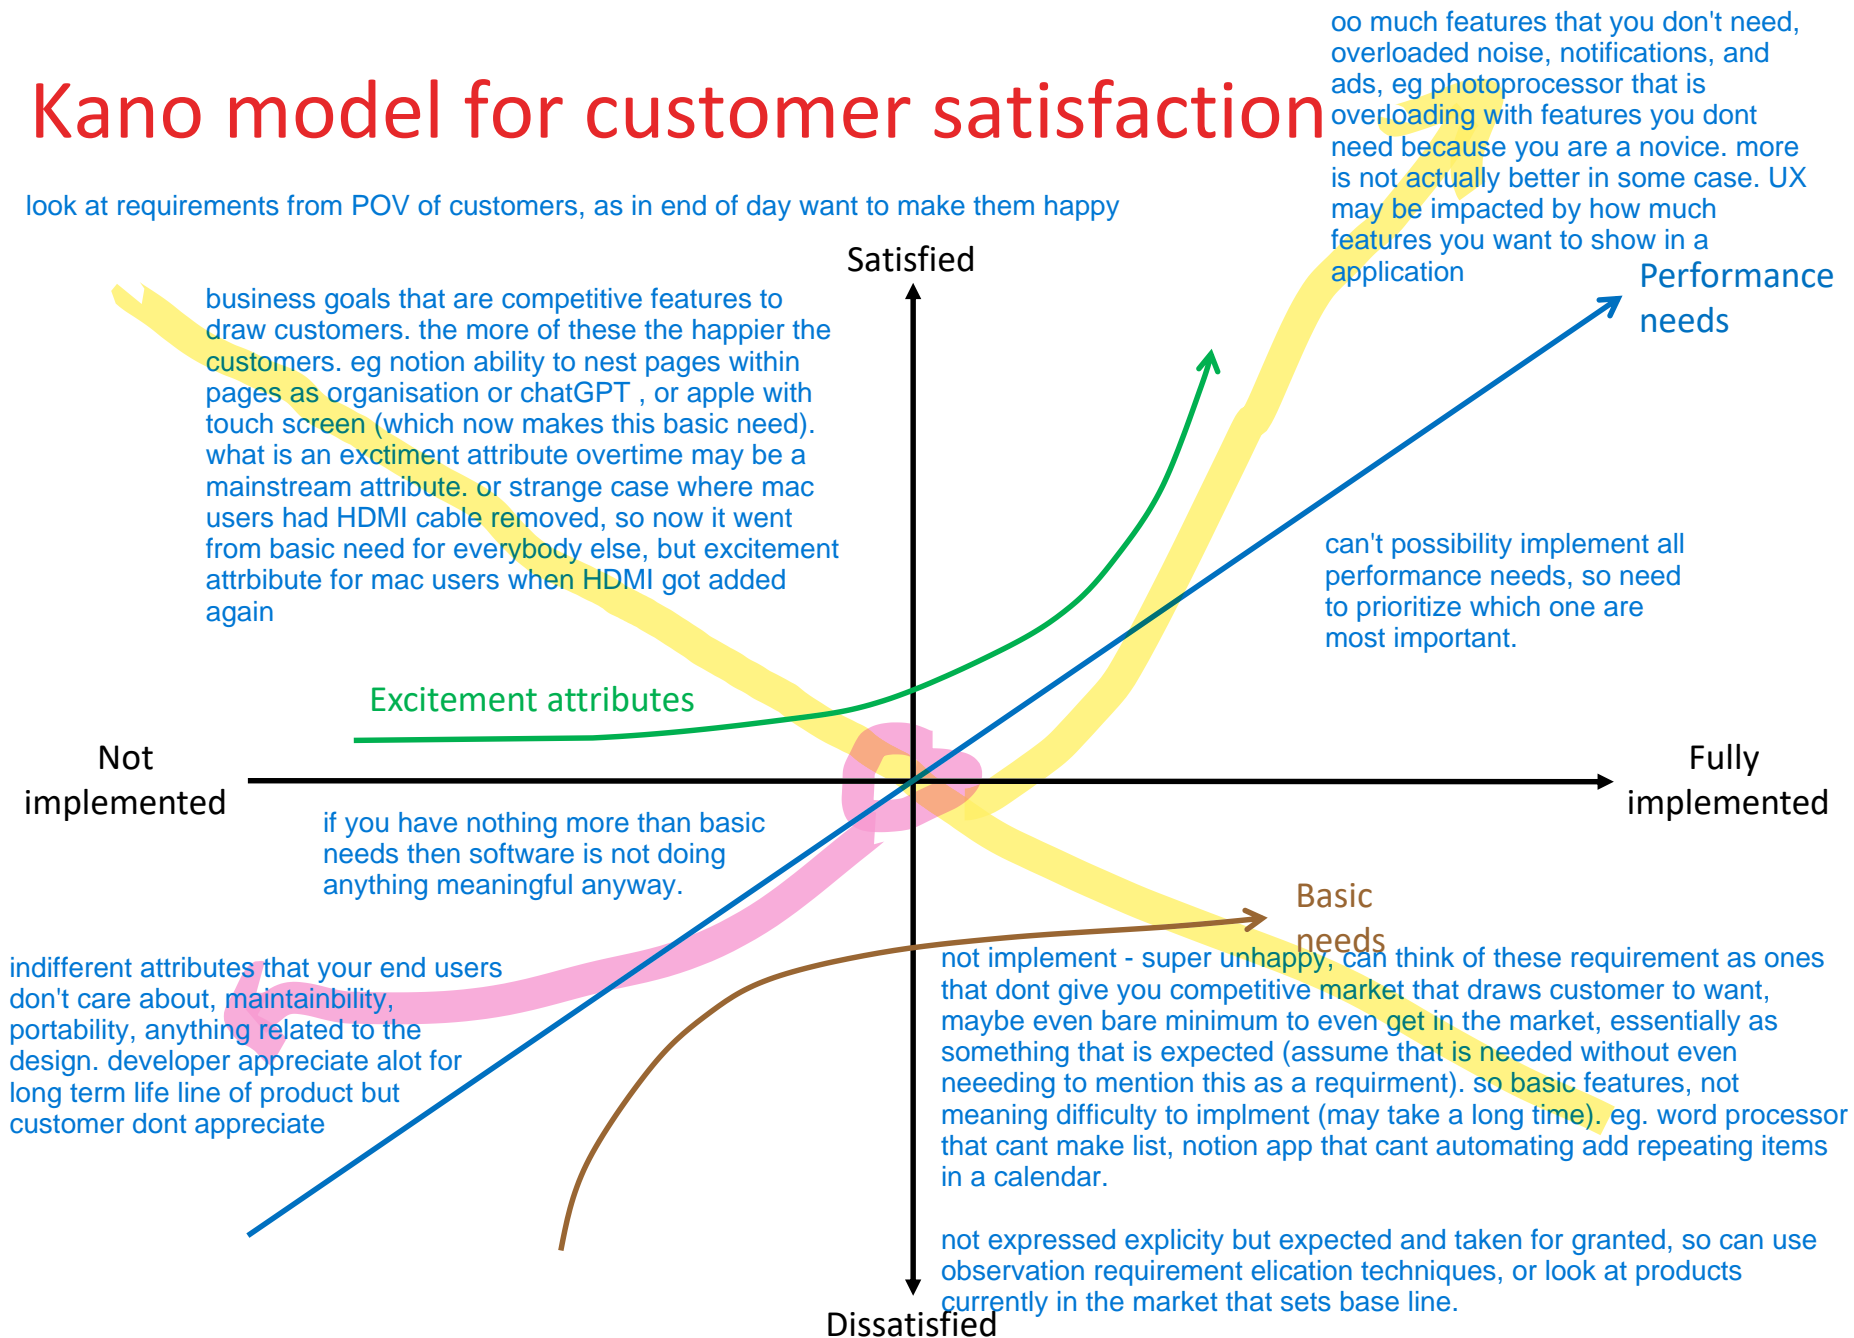 oo much features that you don't need,
overloaded noise, notifications, and
ads, eg photoprocessor that is
overloading with features you dont
need because you are a novice. more
is not actually better in some case. UX
may be impacted by how much
features you want to show in a
application
Kano model for customer satisfaction
look at requirements from POV of customers, as in end of day want to make them happy
Satisfied
Performance
needs
business goals that are competitive features to
draw customers. the more of these the happier the
customers. eg notion ability to nest pages within
pages as organisation or chatGPT , or apple with
touch screen (which now makes this basic need).
what is an exctiment attribute overtime may be a
mainstream attribute. or strange case where mac
users had HDMI cable removed, so now it went
from basic need for everybody else, but excitement
attrbibute for mac users when HDMI got added
again
can't possibility implement all
performance needs, so need
to prioritize which one are
most important.
Excitement attributes
Not
implemented
Fully
implemented
if you have nothing more than basic
needs then software is not doing
anything meaningful anyway.
Basic
needs
indifferent attributes that your end users
don't care about, maintainbility,
portability, anything related to the
design. developer appreciate alot for
long term life line of product but
customer dont appreciate
not implement - super unhappy, can think of these requirement as ones
that dont give you competitive market that draws customer to want,
maybe even bare minimum to even get in the market, essentially as
something that is expected (assume that is needed without even
neeeding to mention this as a requirment). so basic features, not
meaning difficulty to implment (may take a long time). eg. word processor
that cant make list, notion app that cant automating add repeating items
in a calendar.
not expressed explicity but expected and taken for granted, so can use
observation requirement elication techniques, or look at products
currently in the market that sets base line.
Dissatisfied